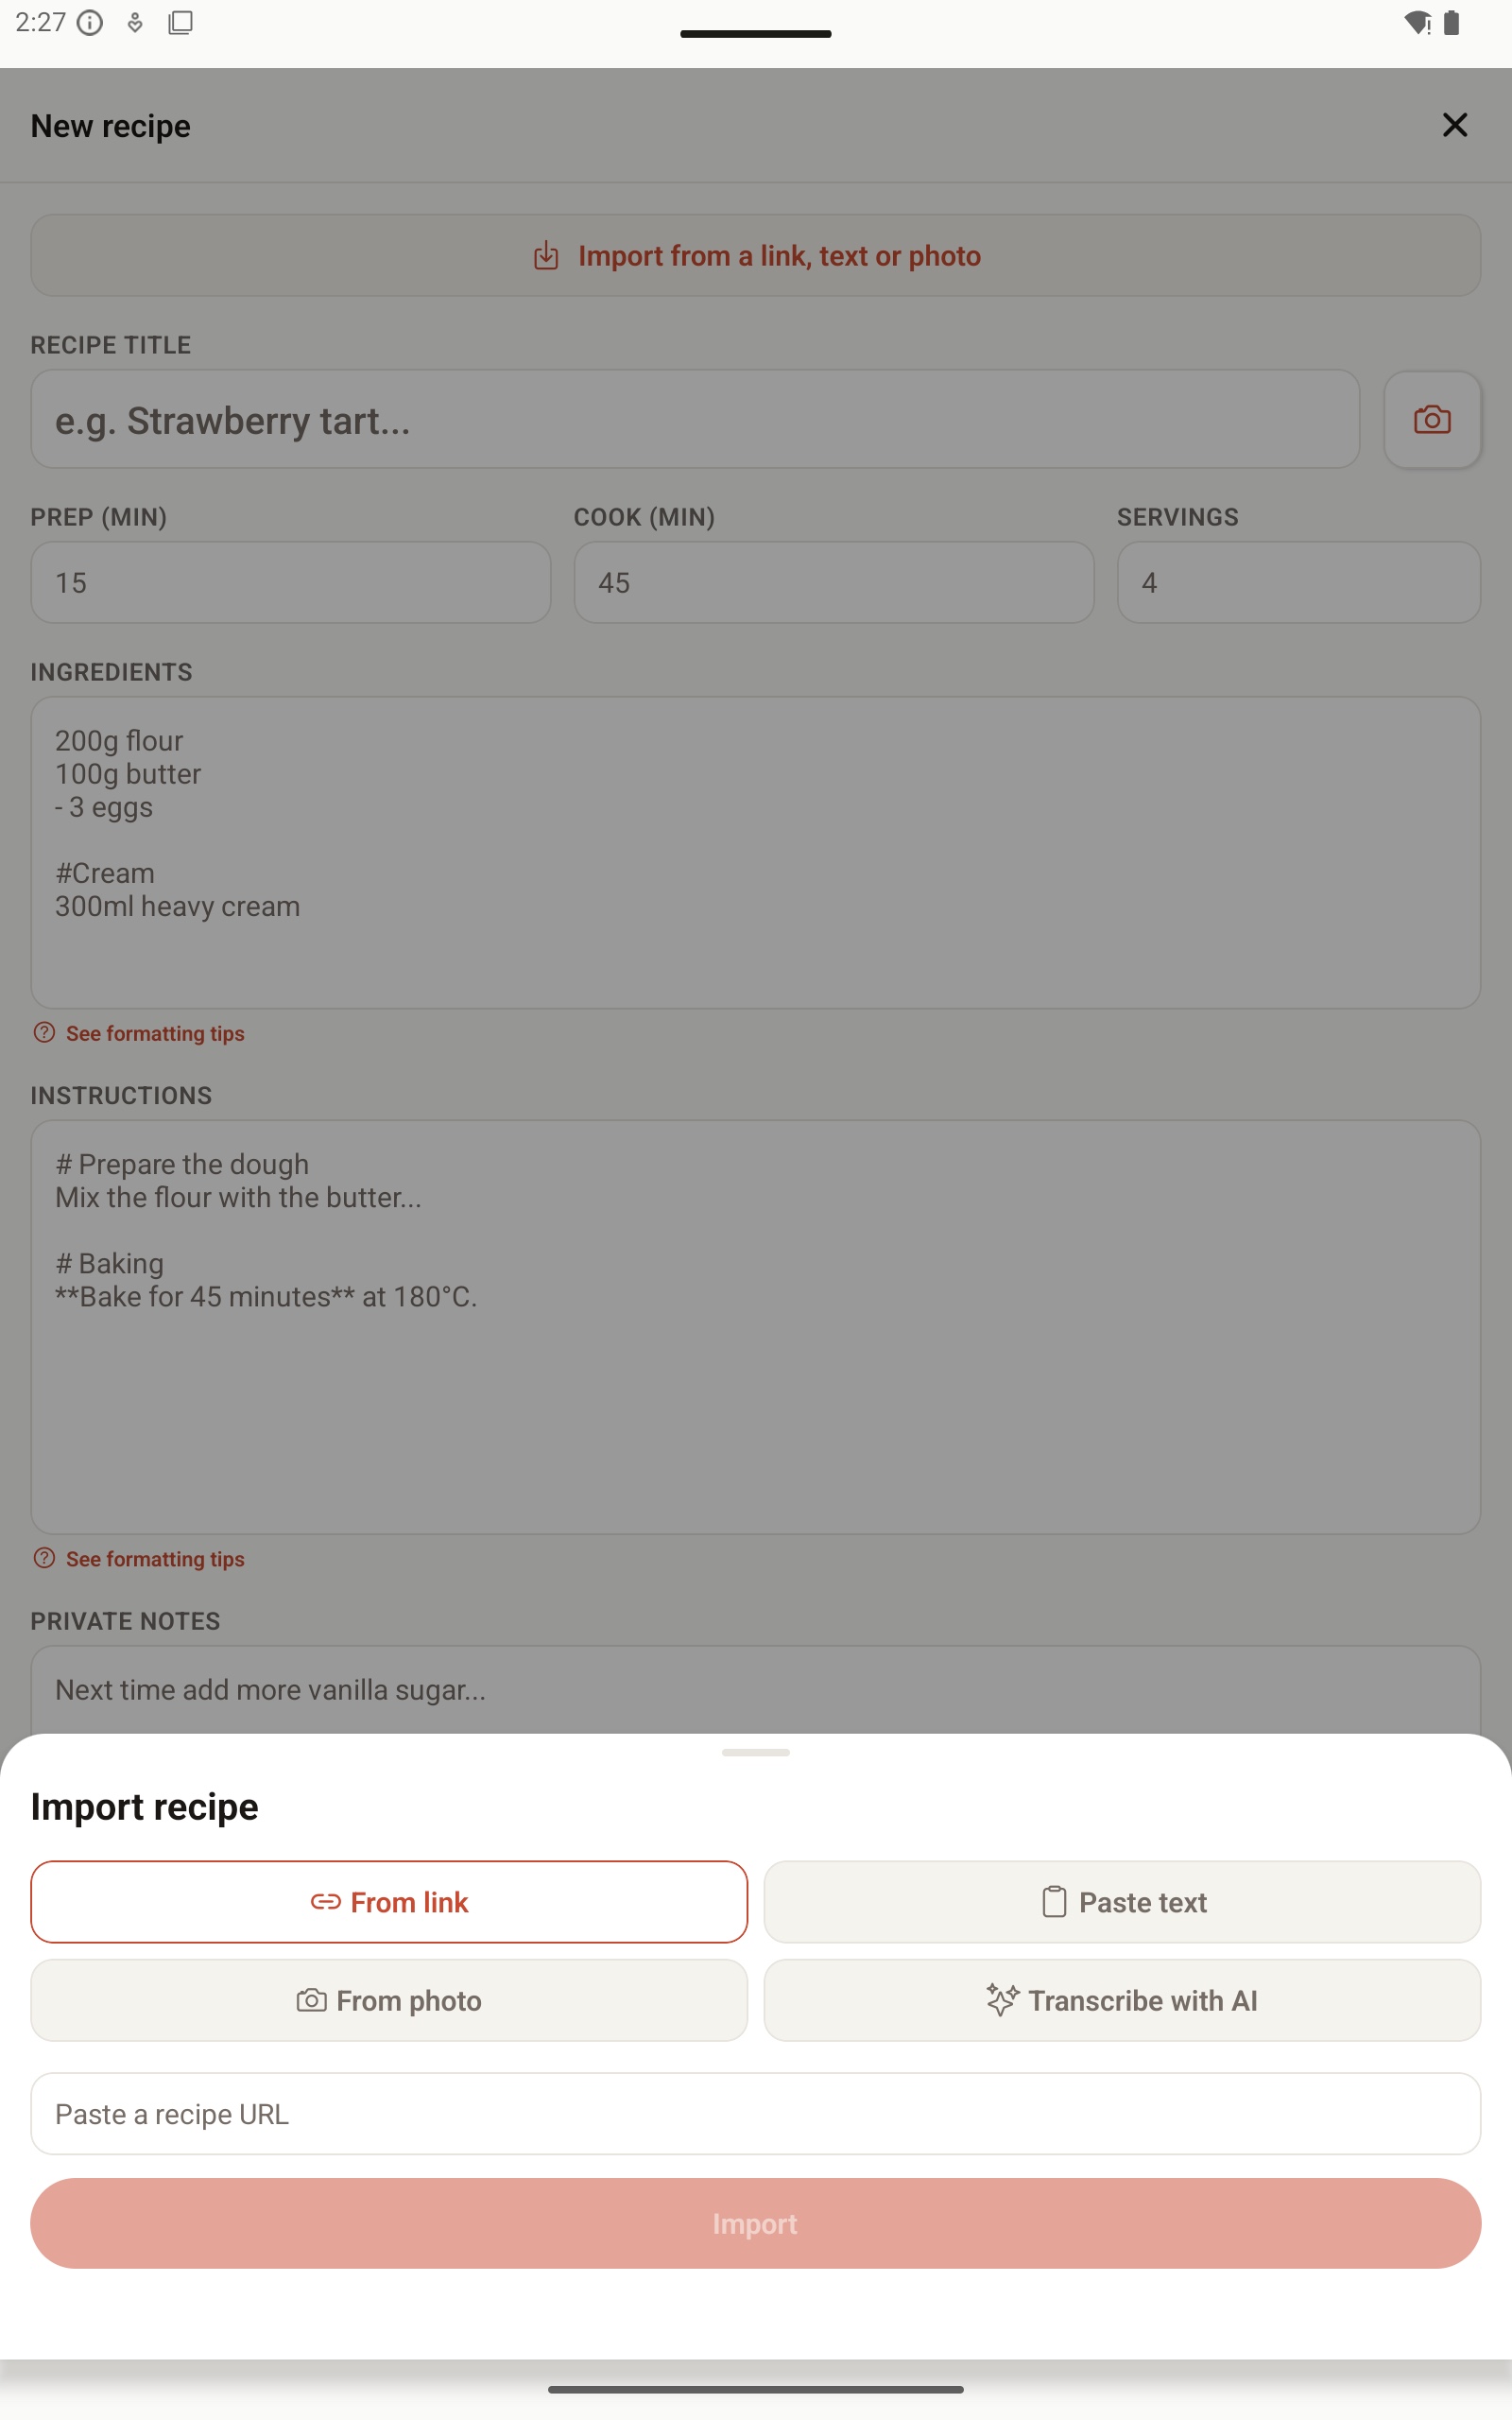 2:27
New recipe
Import from a link, text or photo
RECIPE TITLE
e.g. Strawberry tart...
PREP (MIN) COOK (MIN) SERVINGS
15 45 4
INGREDIENTS
200g flour
100g butter
- 3 eggs
#Cream
300ml heavy cream
See formatting tips
INSTRUCTIONS
# Prepare the dough
Mix the flour with the butter...
# Baking
**Bake for 45 minutes** at 180°C.
See formatting tips
PRIVATE NOTES
Next time add more vanilla sugar...
Import recipe
From link Paste text
From photo Transcribe with AI
Paste a recipe URL
Import